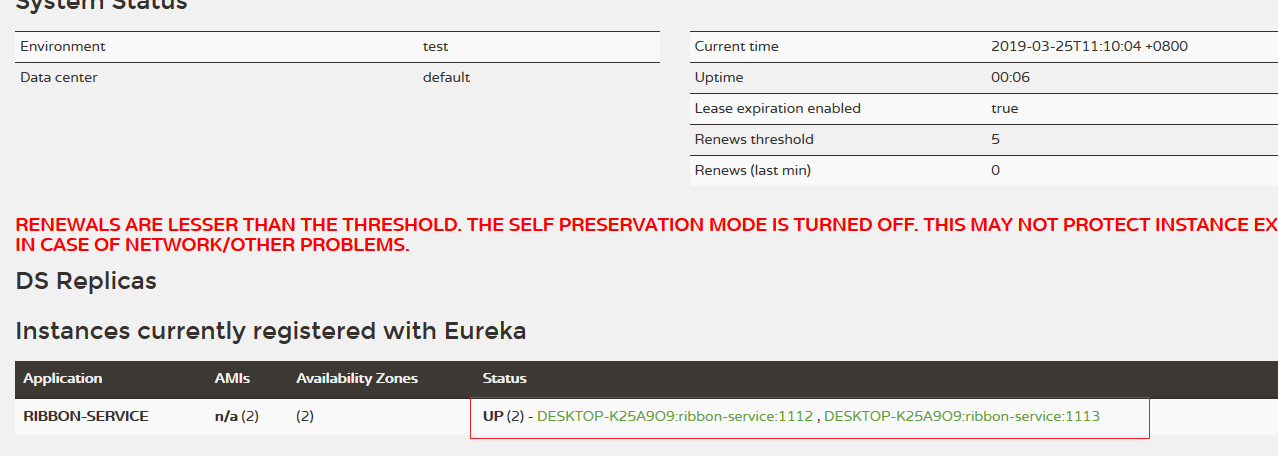 System Status
Environment test
Data center default
Current time 2019-03-25T11:10:04 +0800
Uptime 00:06
Lease expiration enabled true
Renews threshold 5
Renews (last min) 0
RENEWALS ARE LESSER THAN THE THRESHOLD. THE SELF PRESERVATION MODE IS TURNED OFF. THIS MAY NOT PROTECT INSTANCE EX
IN CASE OF NETWORK/OTHER PROBLEMS.
DS Replicas
Instances currently registered with Eureka
Application AMIs Availability Zones Status
RIBBON-SERVICE n/a (2) (2) UP (2) - DESKTOP-K25A9O9:ribbon-service:1112 , DESKTOP-K25A9O9:ribbon-service:1113